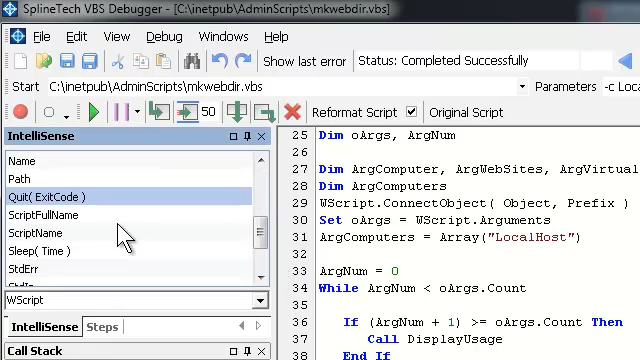 SplineTech VBS Debugger - [C:\inetpub\AdminScripts\mkwebdir.vbs]
File Edit View Debug Windows Help
Show last error Status: Completed Successfully
Start C:\inetpub\AdminScripts\mkwebdir.vbs Parameters -c Loca
50 Reformat Script Original Script
IntelliSense
Name
Path
Quit( ExitCode )
ScriptFullName
ScriptName
Sleep( Time )
StdErr
StdIn
WScript
IntelliSense Steps
Call Stack
25 Dim oArgs, ArgNum
26
27 Dim ArgComputer, ArgWebSites, ArgVirtual
28 Dim ArgComputers
29 WScript.ConnectObject ( Object, Prefix )
30 Set oArgs = WScript.Arguments
31 ArgComputers = Array("LocalHost")
32
33 ArgNum = 0
34 While ArgNum < oArgs.Count
35
36 If (ArgNum + 1) >= oArgs.Count Then
37 Call DisplayUsage
38 End If